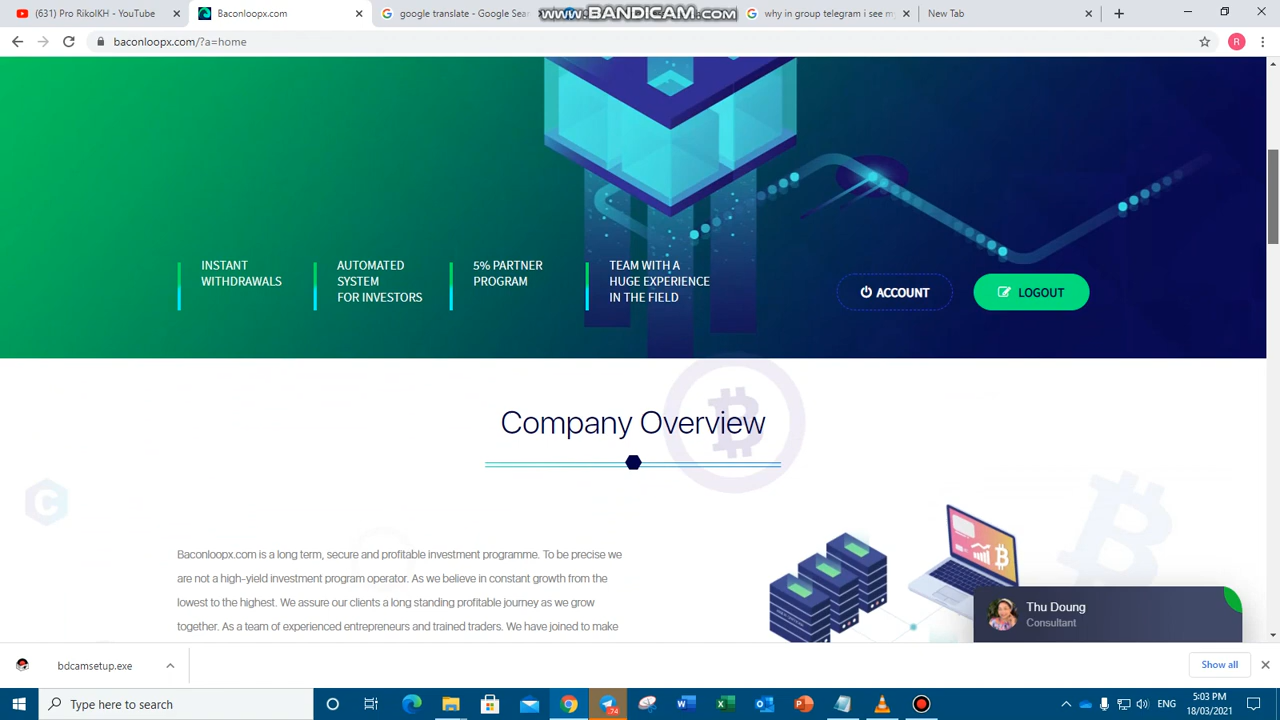 (631) Pro RikolKH - YouTube
Baconloopx.com
google translate - Google Sea
www.BANDICAM.com
why in group telegram i see m
New Tab
baconloopx.com/?a=home
R
INSTANT
WITHDRAWALS
AUTOMATED
SYSTEM
FOR INVESTORS
5% PARTNER
PROGRAM
TEAM WITH A
HUGE EXPERIENCE
IN THE FIELD
ACCOUNT
LOGOUT
Company Overview
Baconloopx.com is a long term, secure and profitable investment programme. To be precise we
are not a high-yield investment program operator. As we believe in constant growth from the
lowest to the highest. We assure our clients a long standing profitable journey as we grow
together. As a team of experienced entrepreneurs and trained traders. We have joined to make
Thu Doung
Consultant
bdcamsetup.exe
Show all
Type here to search
74
ENG
5:03 PM
18/03/2021